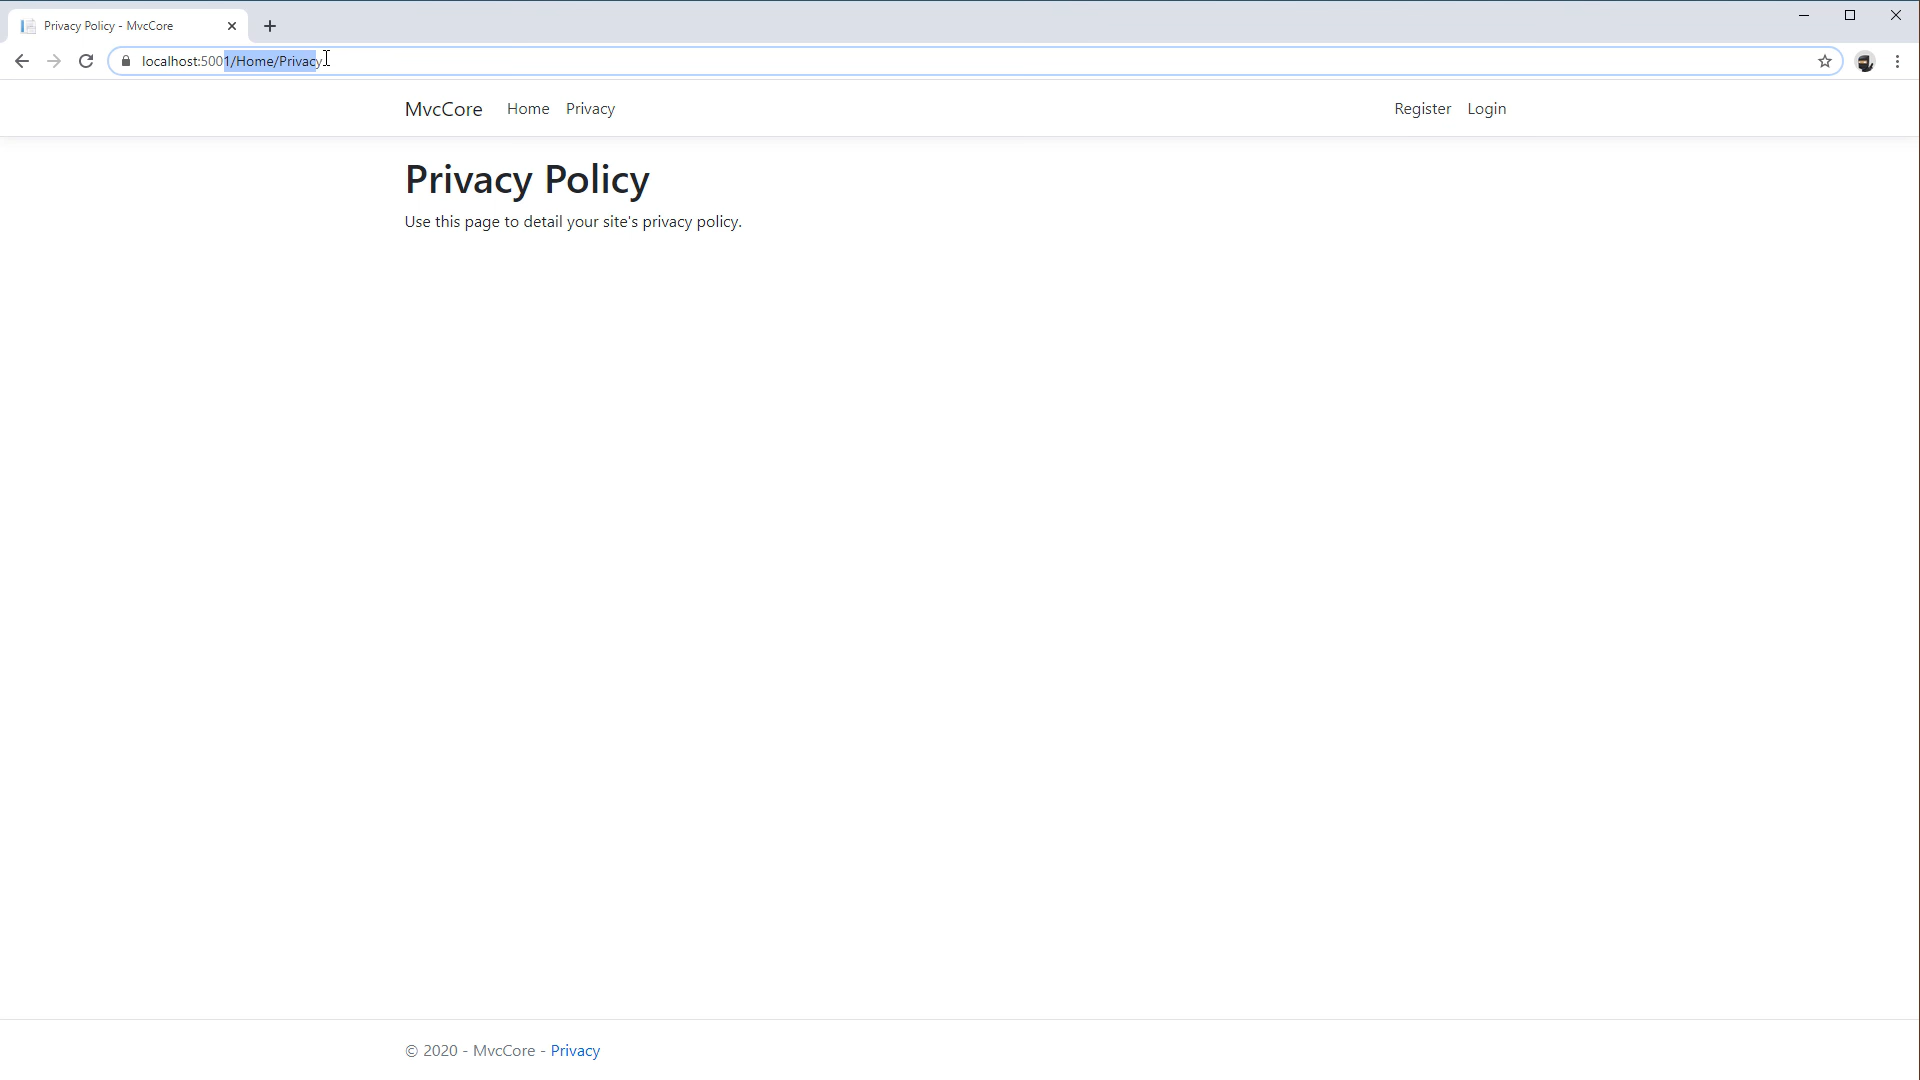 Privacy Policy - MvcCore
localhost:5001/Home/Privacy
MvcCore Home Privacy Register Login
Privacy Policy
Use this page to detail your site's privacy policy.
© 2020 - MvcCore - Privacy